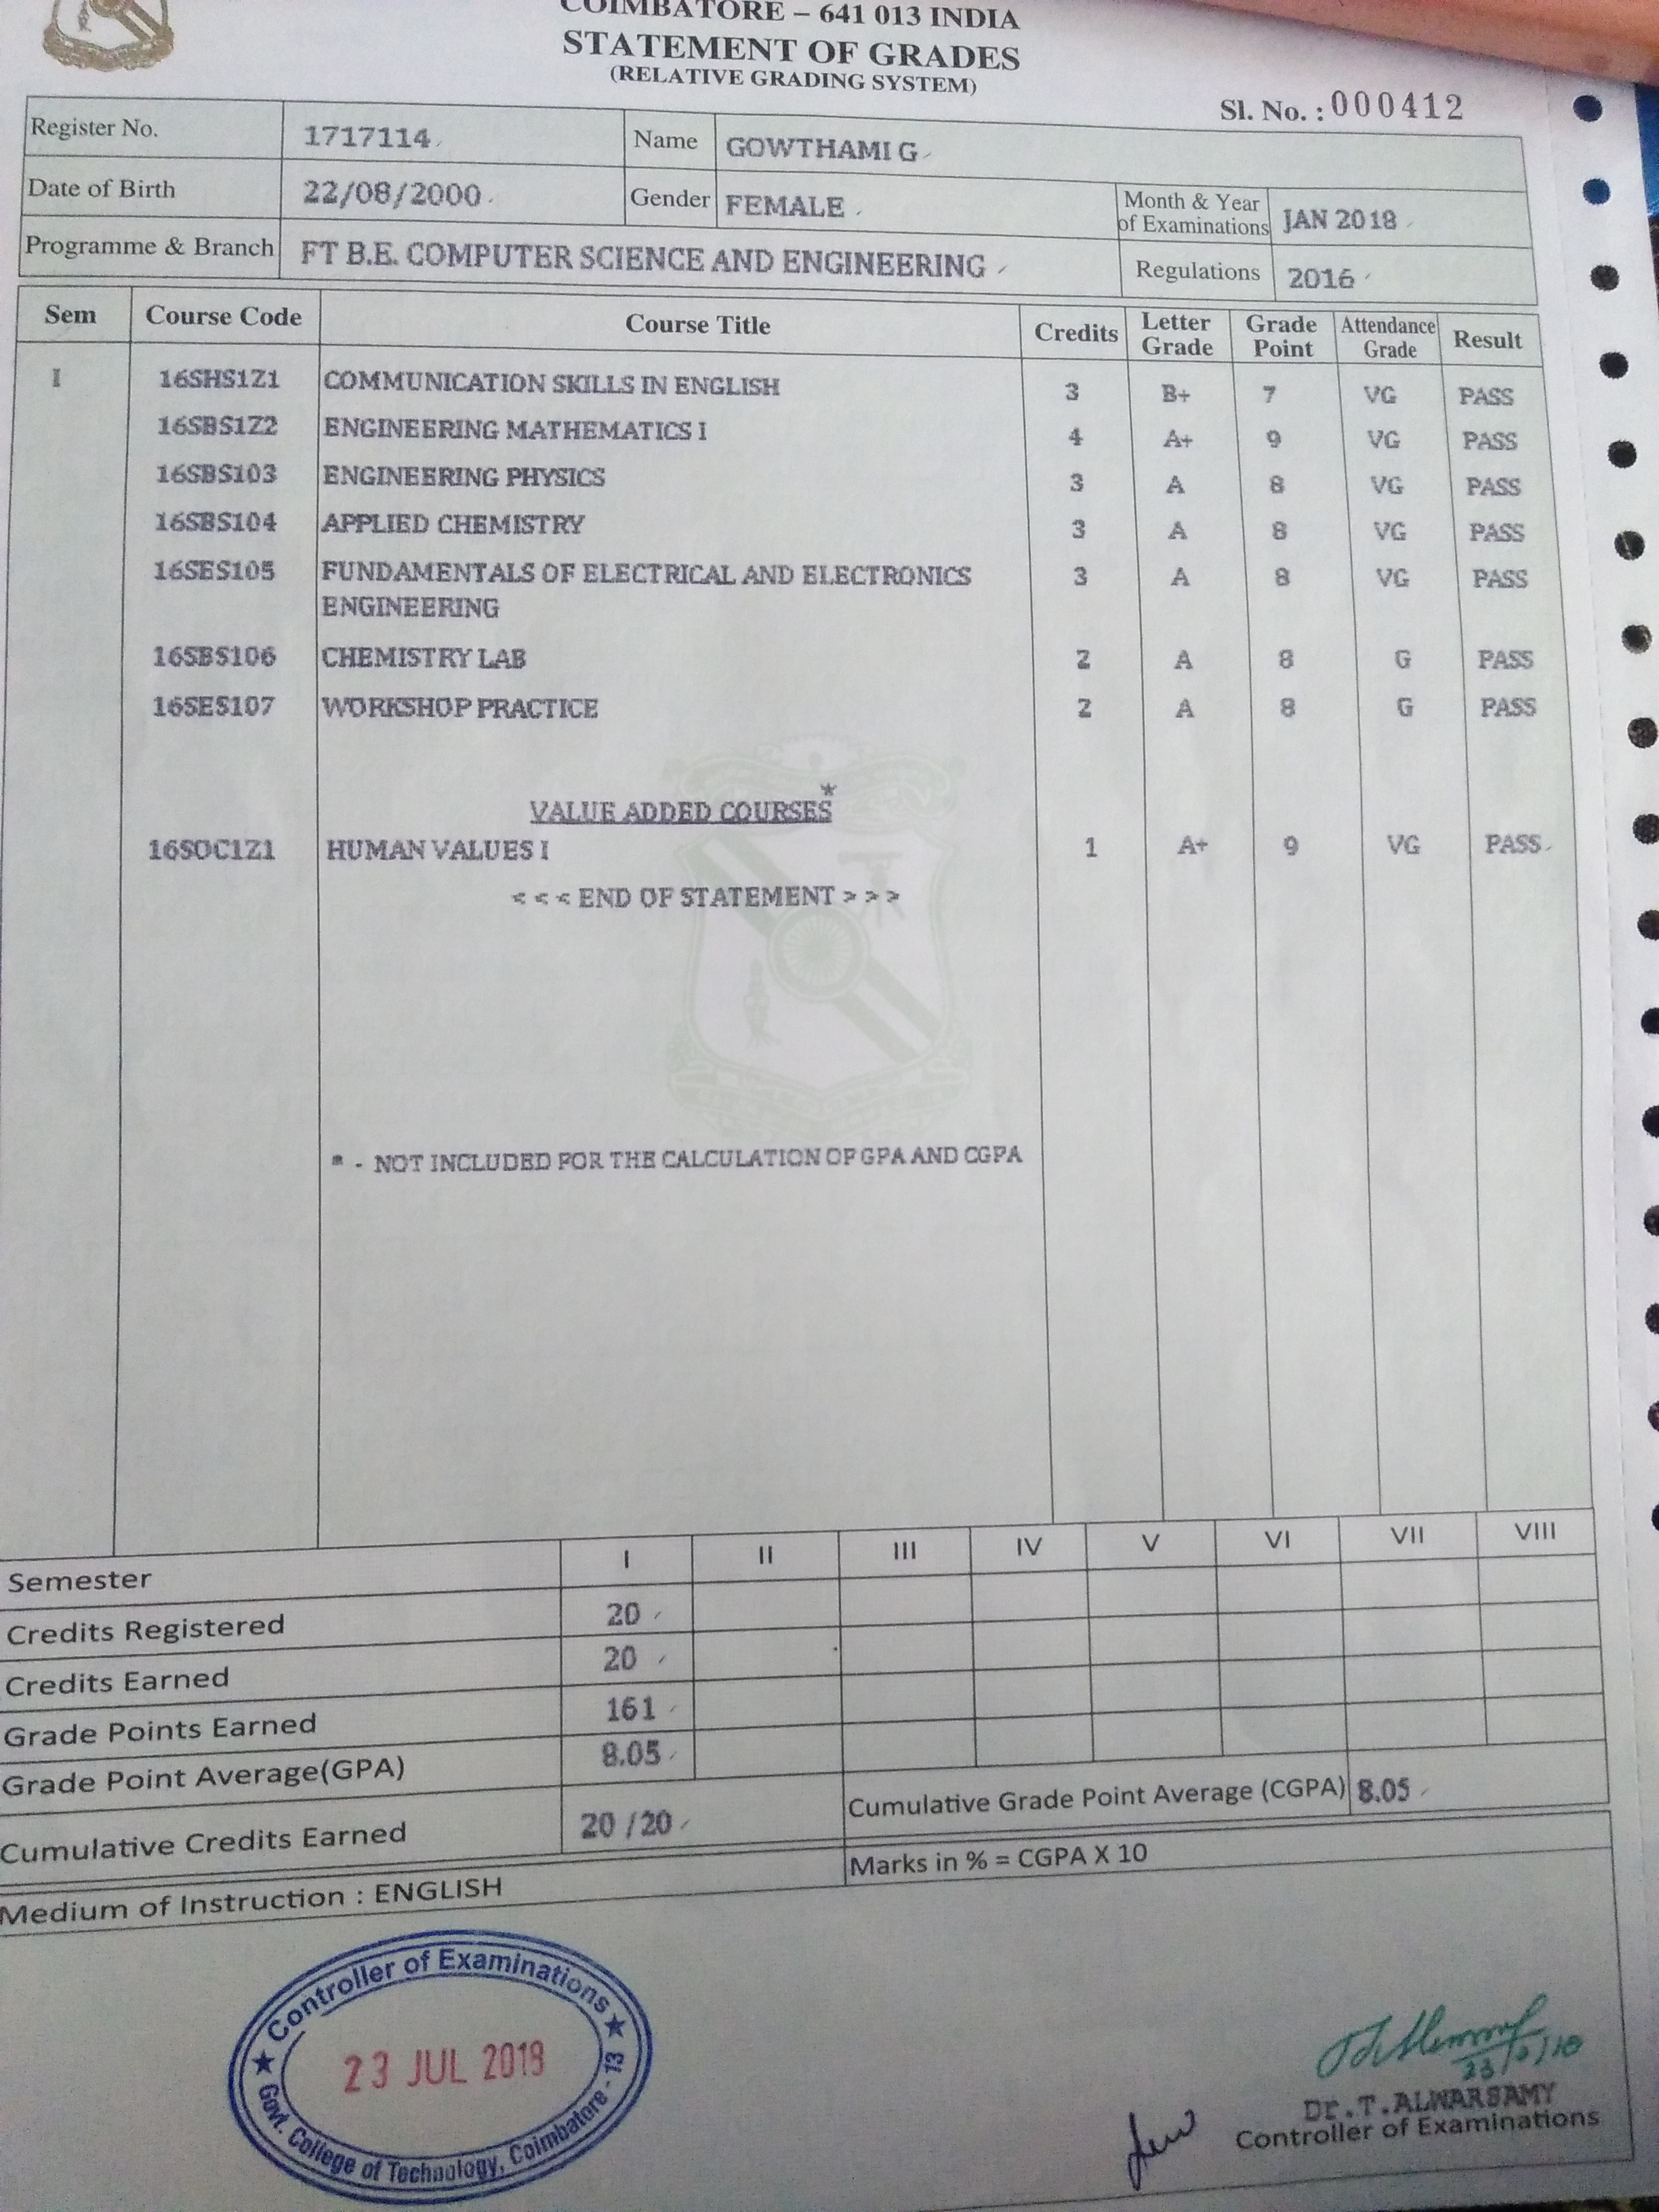 COIMBATORE – 641 013 INDIA
STATEMENT OF GRADES
(RELATIVE GRADING SYSTEM)
Sl. No. : 000412
Register No. 1717114 Name GOWTHAMI G
Date of Birth 22/08/2000 Gender FEMALE Month & Year of Examinations JAN 2018
Programme & Branch FT B.E. COMPUTER SCIENCE AND ENGINEERING Regulations 2016
Sem Course Code Course Title Credits Letter Grade Grade Point Attendance Grade Result
I 16SHS1Z1 COMMUNICATION SKILLS IN ENGLISH 3 B+ 7 VG PASS
16SBS1Z2 ENGINEERING MATHEMATICS I 4 A+ 9 VG PASS
16SBS103 ENGINEERING PHYSICS 3 A 8 VG PASS
16SBS104 APPLIED CHEMISTRY 3 A 8 VG PASS
16SES105 FUNDAMENTALS OF ELECTRICAL AND ELECTRONICS 3 A 8 VG PASS
ENGINEERING
16SBS106 CHEMISTRY LAB 2 A 8 G PASS
16SES107 WORKSHOP PRACTICE 2 A 8 G PASS
VALUE ADDED COURSES*
16SOC1Z1 HUMAN VALUES I 1 A+ 9 VG PASS
< < < END OF STATEMENT > > >
* - NOT INCLUDED FOR THE CALCULATION OF GPA AND CGPA
Semester I II III IV V VI VII VIII
Credits Registered 20
Credits Earned 20
Grade Points Earned 161
Grade Point Average(GPA) 8.05
Cumulative Credits Earned 20 / 20 Cumulative Grade Point Average (CGPA) 8.05
Medium of Instruction : ENGLISH Marks in % = CGPA X 10
★ Controller of Examinations ★
23 JUL 2018
Govt. College of Technology, Coimbatore - 13
Dr.T.ALWARSAMY
Controller of Examinations